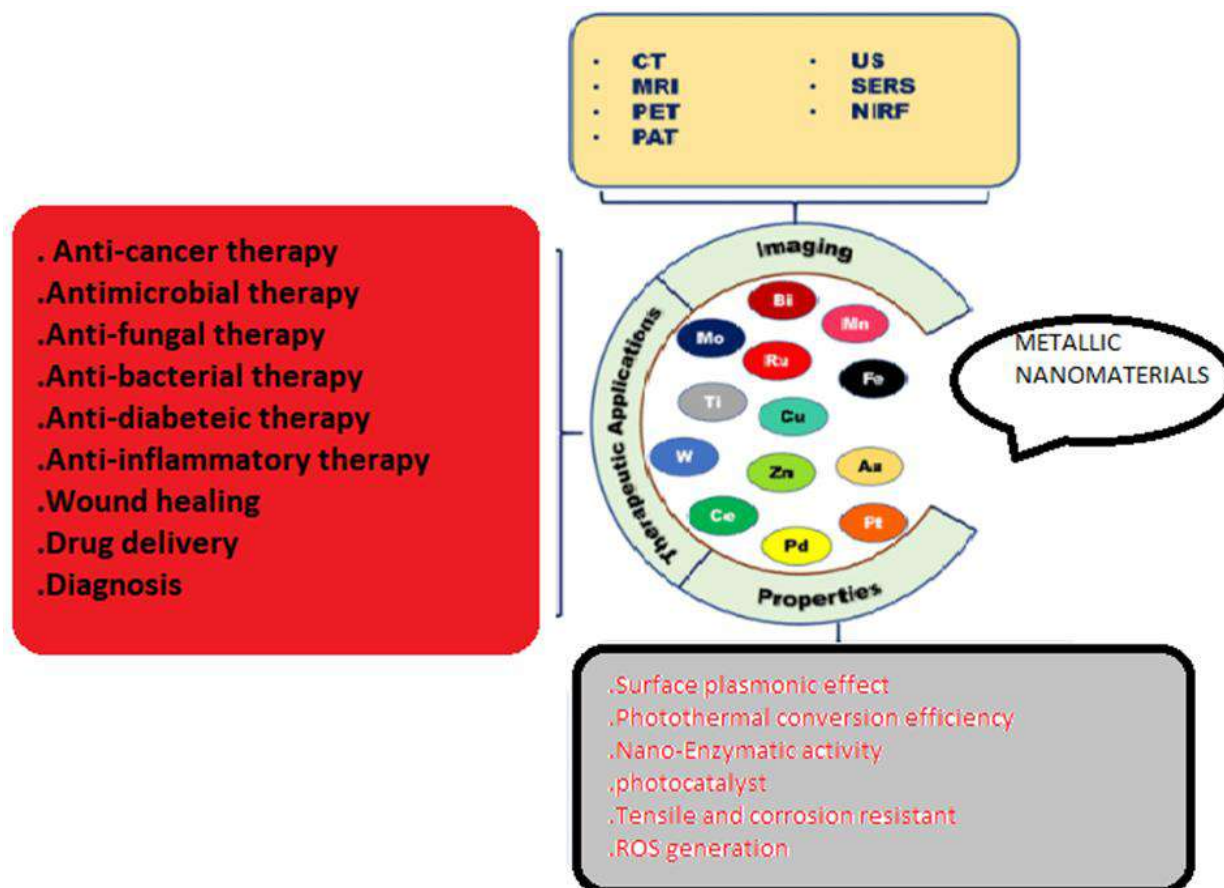 · CT
· MRI
· PET
· PAT
· US
· SERS
· NIRF
. Anti-cancer therapy
.Antimicrobial therapy
.Anti-fungal therapy
.Anti-bacterial therapy
.Anti-diabeteic therapy
.Anti-inflammatory therapy
.Wound healing
.Drug delivery
.Diagnosis
Imaging
Therapeutic Applications
Properties
Bi
Mn
Mo
Ru
Fe
Ti
Cu
W
Zn
Au
Ce
Pt
Pd
METALLIC
NANOMATERIALS
.Surface plasmonic effect
.Photothermal conversion efficiency
.Nano-Enzymatic activity
.photocatalyst
.Tensile and corrosion resistant
.ROS generation